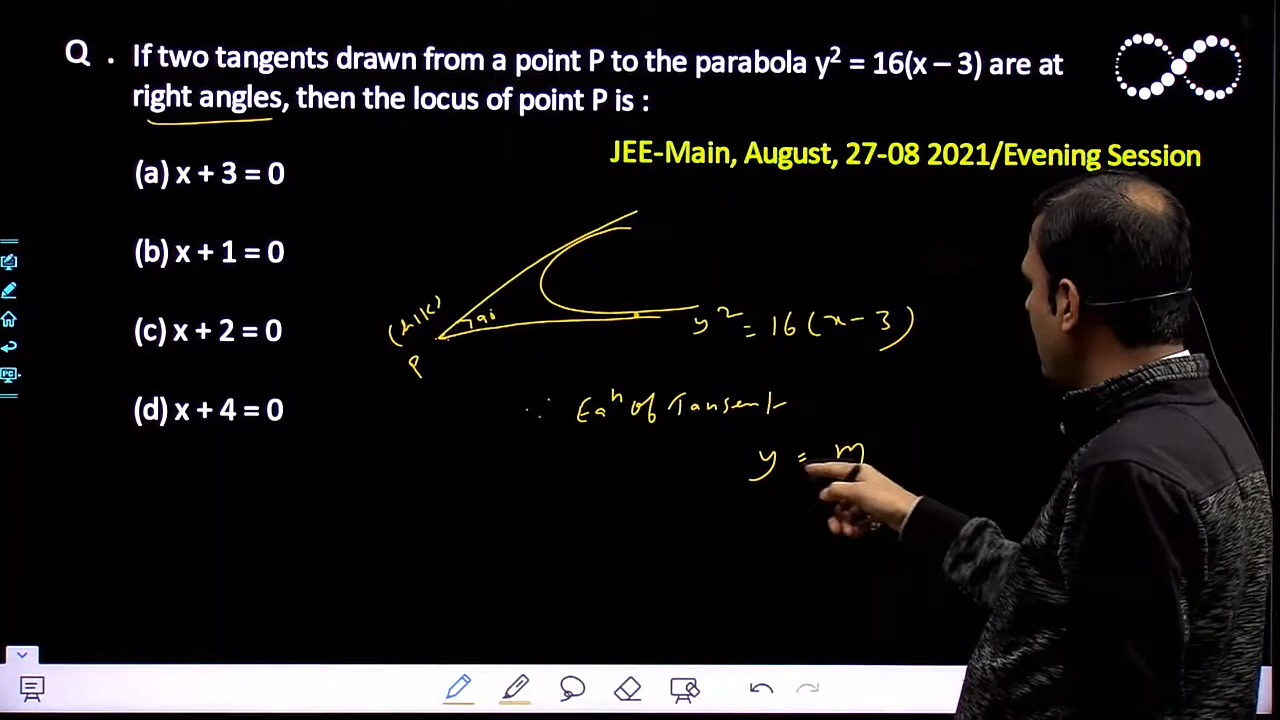 Q . If two tangents drawn from a point P to the parabola y² = 16(x – 3) are at
right angles, then the locus of point P is :
JEE-Main, August, 27-08 2021/Evening Session
(a) x + 3 = 0
(b) x + 1 = 0
(c) x + 2 = 0
(d) x + 4 = 0
(h, k)
90
P
y² = 16(x - 3)
∵ Eqⁿ of Tangent
y = m
PC